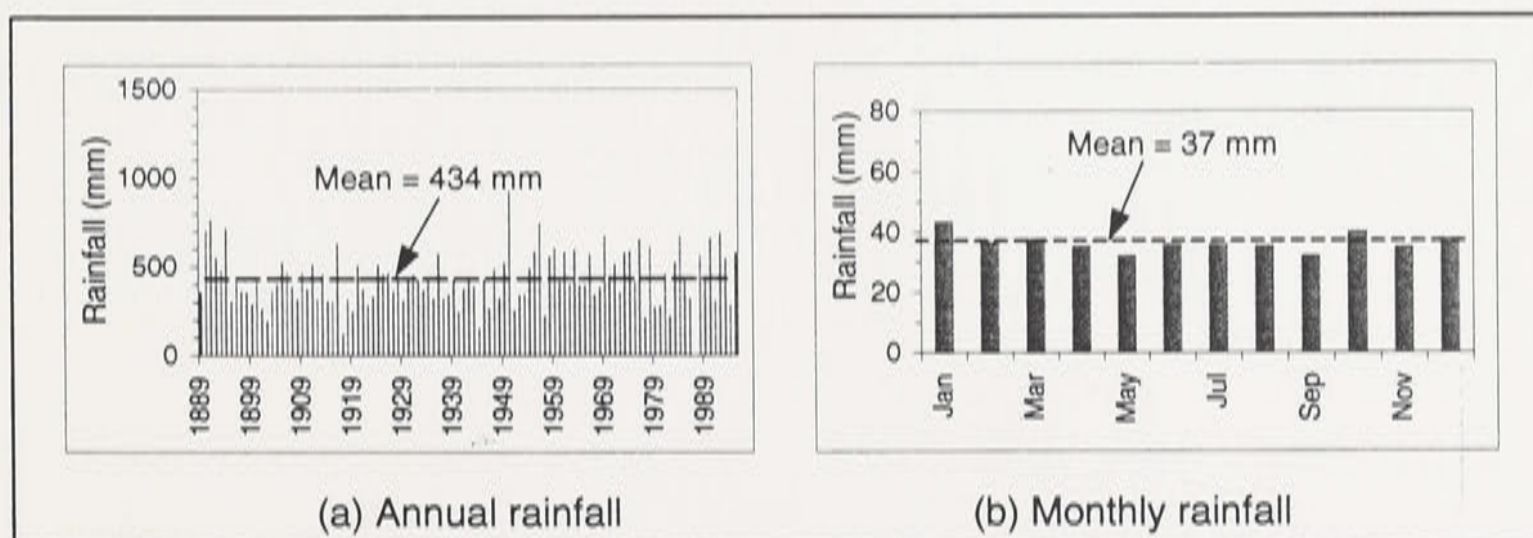 1500
1000
500
0
Rainfall (mm)
Mean = 434 mm
1889
1899
1909
1919
1929
1939
1949
1959
1969
1979
1989
(a) Annual rainfall
80
60
40
20
0
Rainfall (mm)
Mean = 37 mm
Jan
Mar
May
Jul
Sep
Nov
(b) Monthly rainfall